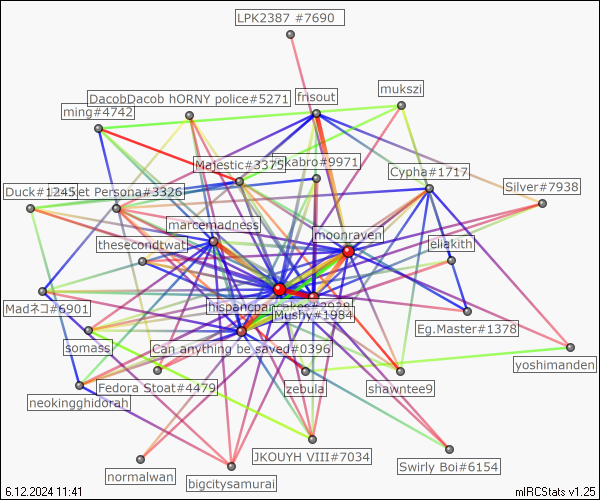 LPK2387 #7690
mukszi
DacobDacob hORNY police#5271
frisout
ming#4742
Majestic#3375
kabro#9971
Cypha#1717
Silver#7938
Duck#1245
et Persona#3326
marcemadness
moonraven
thesecondtwat
eliakith
hispancpancakes#2929
Mushy#1984
Madネコ#6901
Eg.Master#1378
somass
Can anything be saved#0396
yoshimanden
Fedora Stoat#4479
zebula
shawntee9
neokingghidorah
JKOUYH VIII#7034
Swirly Boi#6154
normalwan
bigcitysamurai
6.12.2024 11:41
mIRCStats v1.25